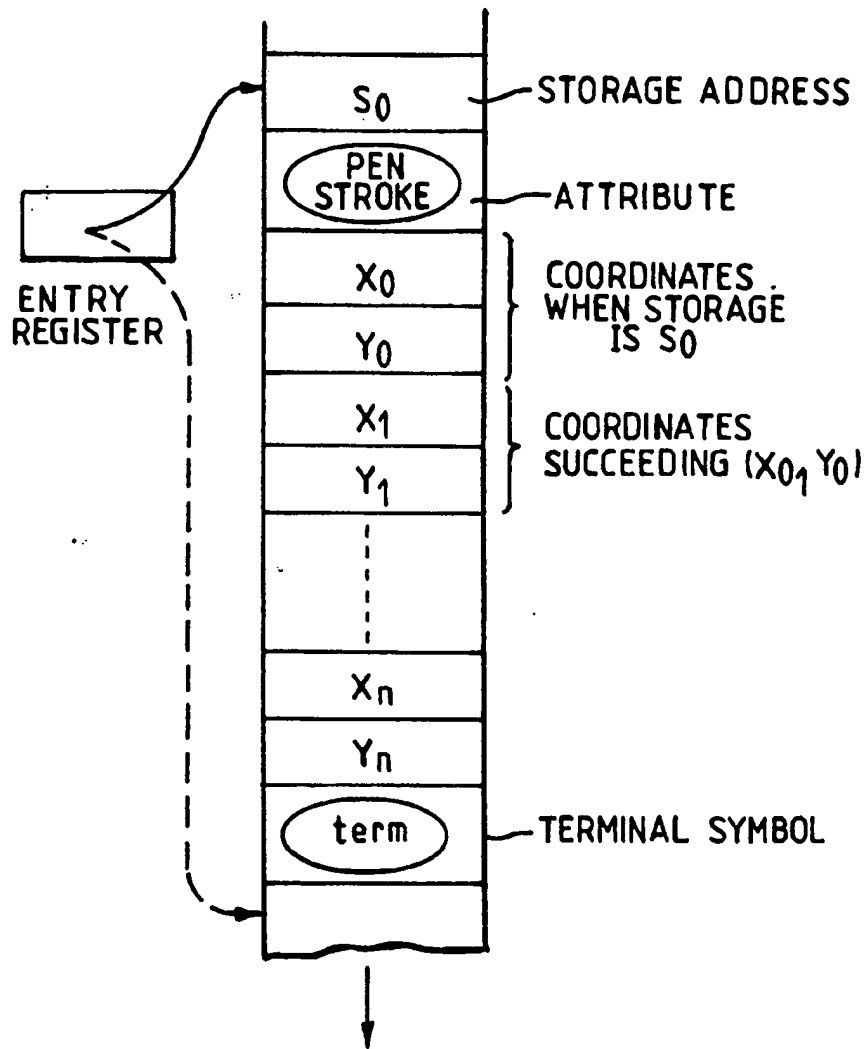 S0
STORAGE ADDRESS
PEN
STROKE
ATTRIBUTE
ENTRY
REGISTER
X0
Y0
COORDINATES
WHEN STORAGE
IS S0
X1
Y1
COORDINATES
SUCCEEDING (X0, Y0)
Xn
Yn
term
TERMINAL SYMBOL